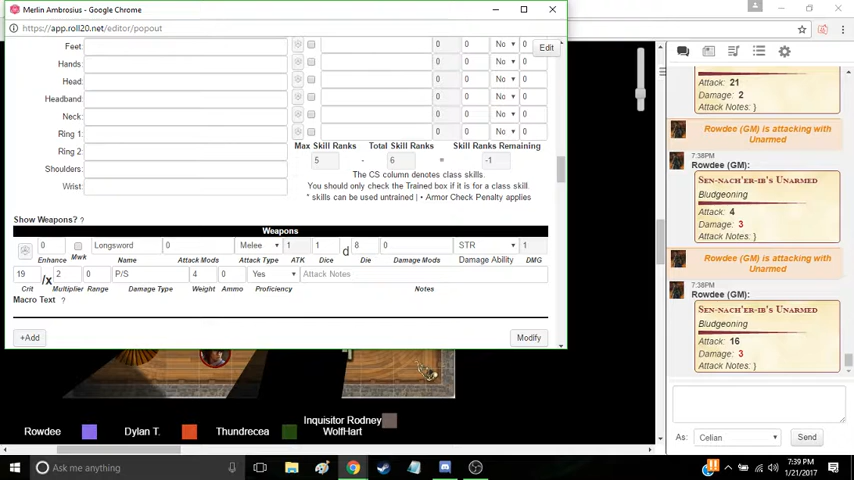 Merlin Ambrosius - Google Chrome
https://app.roll20.net/editor/popout
Edit
Feet: 0 0 No 0
Hands: 0 0 No 0
Head: 0 0 No 0
Headband: 0 0 No 0
Neck: 0 0 No 0
Ring 1: 0 0 No 0
Ring 2:
Shoulders:
Wrist:
Max Skill Ranks Total Skill Ranks Skill Ranks Remaining
5 - 6 = -1
The CS column denotes class skills.
You should only check the Trained box if it is for a class skill.
* skills can be used untrained | • Armor Check Penalty applies
Show Weapons? ?
Weapons
0 Longsword 0 Melee 1 1 d 8 0 STR 1
Enhance Mwk Name Attack Mods Attack Type ATK Dice Die Damage Mods Damage Ability DMG
19 /x 2 0 P/S 4 0 Yes Attack Notes
Crit Multiplier Range Damage Type Weight Ammo Proficiency Notes
Macro Text ?
+Add Modify
Attack: 21
Damage: 2
Attack Notes: }
Rowdee (GM) is attacking with
Unarmed
7:38PM
Rowdee (GM):
Sen-nach'er-ib's Unarmed
Bludgeoning
Attack: 4
Damage: 3
Attack Notes: }
Rowdee (GM) is attacking with
Unarmed
7:38PM
Rowdee (GM):
Sen-nach'er-ib's Unarmed
Bludgeoning
Attack: 16
Damage: 3
Attack Notes: }
As: Celian Send
Rowdee Dylan T. Thundrecea Inquisitor Rodney
WolfHart
Ask me anything
7:39 PM
1/21/2017